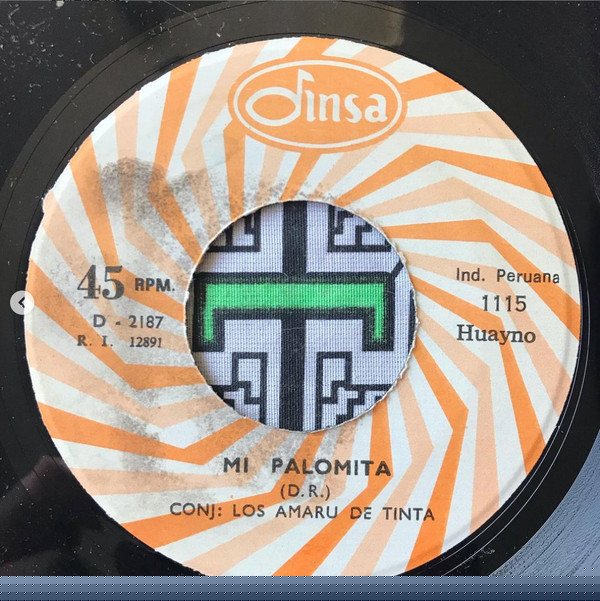 dinsa
45 RPM.
D - 2187
R. I. 12891
Ind. Peruana
1115
Huayno
MI PALOMITA
(D.R.)
CONJ: LOS AMARU DE TINTA